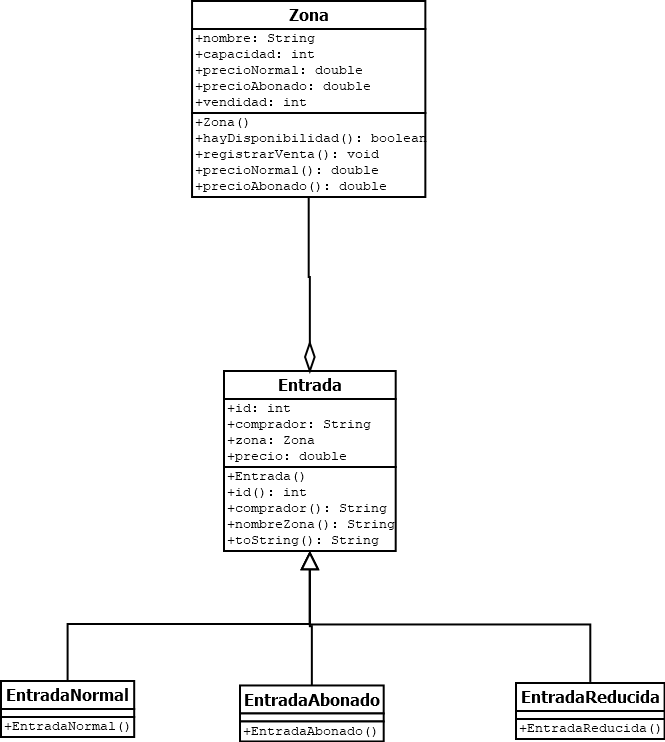 Zona
+nombre: String
+capacidad: int
+precioNormal: double
+precioAbonado: double
+vendidad: int
+Zona()
+hayDisponibilidad(): boolean
+registrarVenta(): void
+precioNormal(): double
+precioAbonado(): double
Entrada
+id: int
+comprador: String
+zona: Zona
+precio: double
+Entrada()
+id(): int
+comprador(): String
+nombreZona(): String
+toString(): String
EntradaNormal
+EntradaNormal()
EntradaAbonado
+EntradaAbonado()
EntradaReducida
+EntradaReducida()